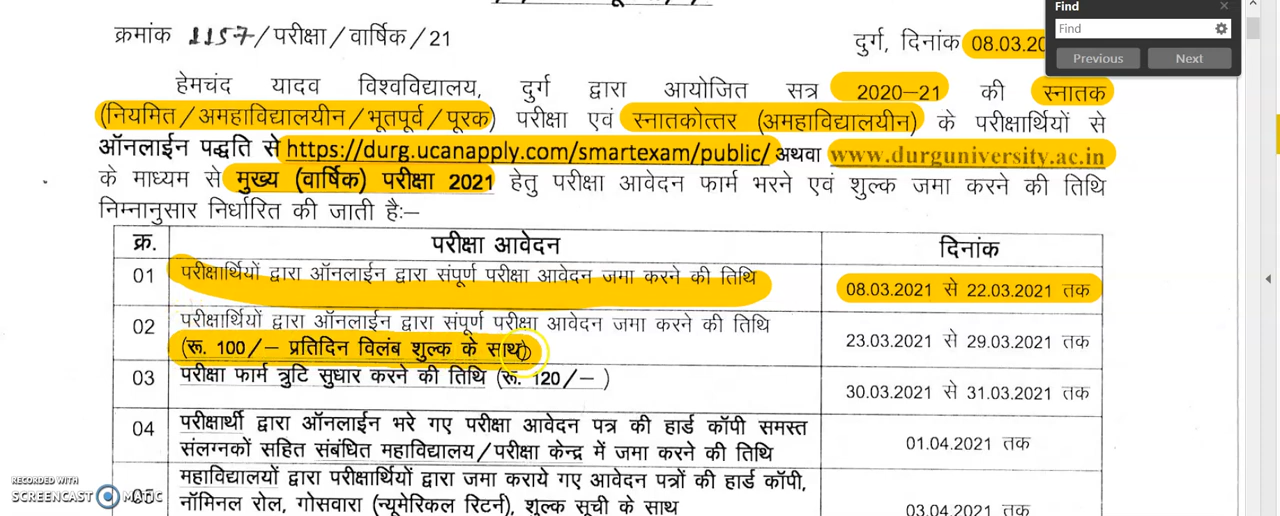 क्रमांक 1157/परीक्षा/वार्षिक/21
दुर्ग, दिनांक 08.03.20
Find
Find
Previous Next
हेमचंद यादव विश्वविद्यालय, दुर्ग द्वारा आयोजित सत्र 2020-21 की स्नातक
(नियमित/अमहाविद्यालयीन/भूतपूर्व/पूरक) परीक्षा एवं स्नातकोत्तर (अमहाविद्यालयीन) के परीक्षार्थियों से
ऑनलाईन पद्धति से https://durg.ucanapply.com/smartexam/public/ अथवा www.durguniversity.ac.in
के माध्यम से मुख्य (वार्षिक) परीक्षा 2021 हेतु परीक्षा आवेदन फार्म भरने एवं शुल्क जमा करने की तिथि
निम्नानुसार निर्धारित की जाती है:–
क्र. परीक्षा आवेदन दिनांक
01 परीक्षार्थियों द्वारा ऑनलाईन द्वारा संपूर्ण परीक्षा आवेदन जमा करने की तिथि 08.03.2021 से 22.03.2021 तक
02 परीक्षार्थियों द्वारा ऑनलाईन द्वारा संपूर्ण परीक्षा आवेदन जमा करने की तिथि
(रू. 100/– प्रतिदिन विलंब शुल्क के साथ) 23.03.2021 से 29.03.2021 तक
03 परीक्षा फार्म त्रुटि सुधार करने की तिथि (रू. 120/– ) 30.03.2021 से 31.03.2021 तक
04 परीक्षार्थी द्वारा ऑनलाईन भरे गए परीक्षा आवेदन पत्र की हार्ड कॉपी समस्त
संलग्नकों सहित संबंधित महाविद्यालय/परीक्षा केन्द्र में जमा करने की तिथि 01.04.2021 तक
महाविद्यालयों द्वारा परीक्षार्थियों द्वारा जमा कराये गए आवेदन पत्रों की हार्ड कॉपी,
नॉमिनल रोल, गोसवारा (न्यूमेरिकल रिटर्न), शुल्क सूची के साथ 03.04.2021 तक
RECORDED WITH
SCREENCAST MATIC